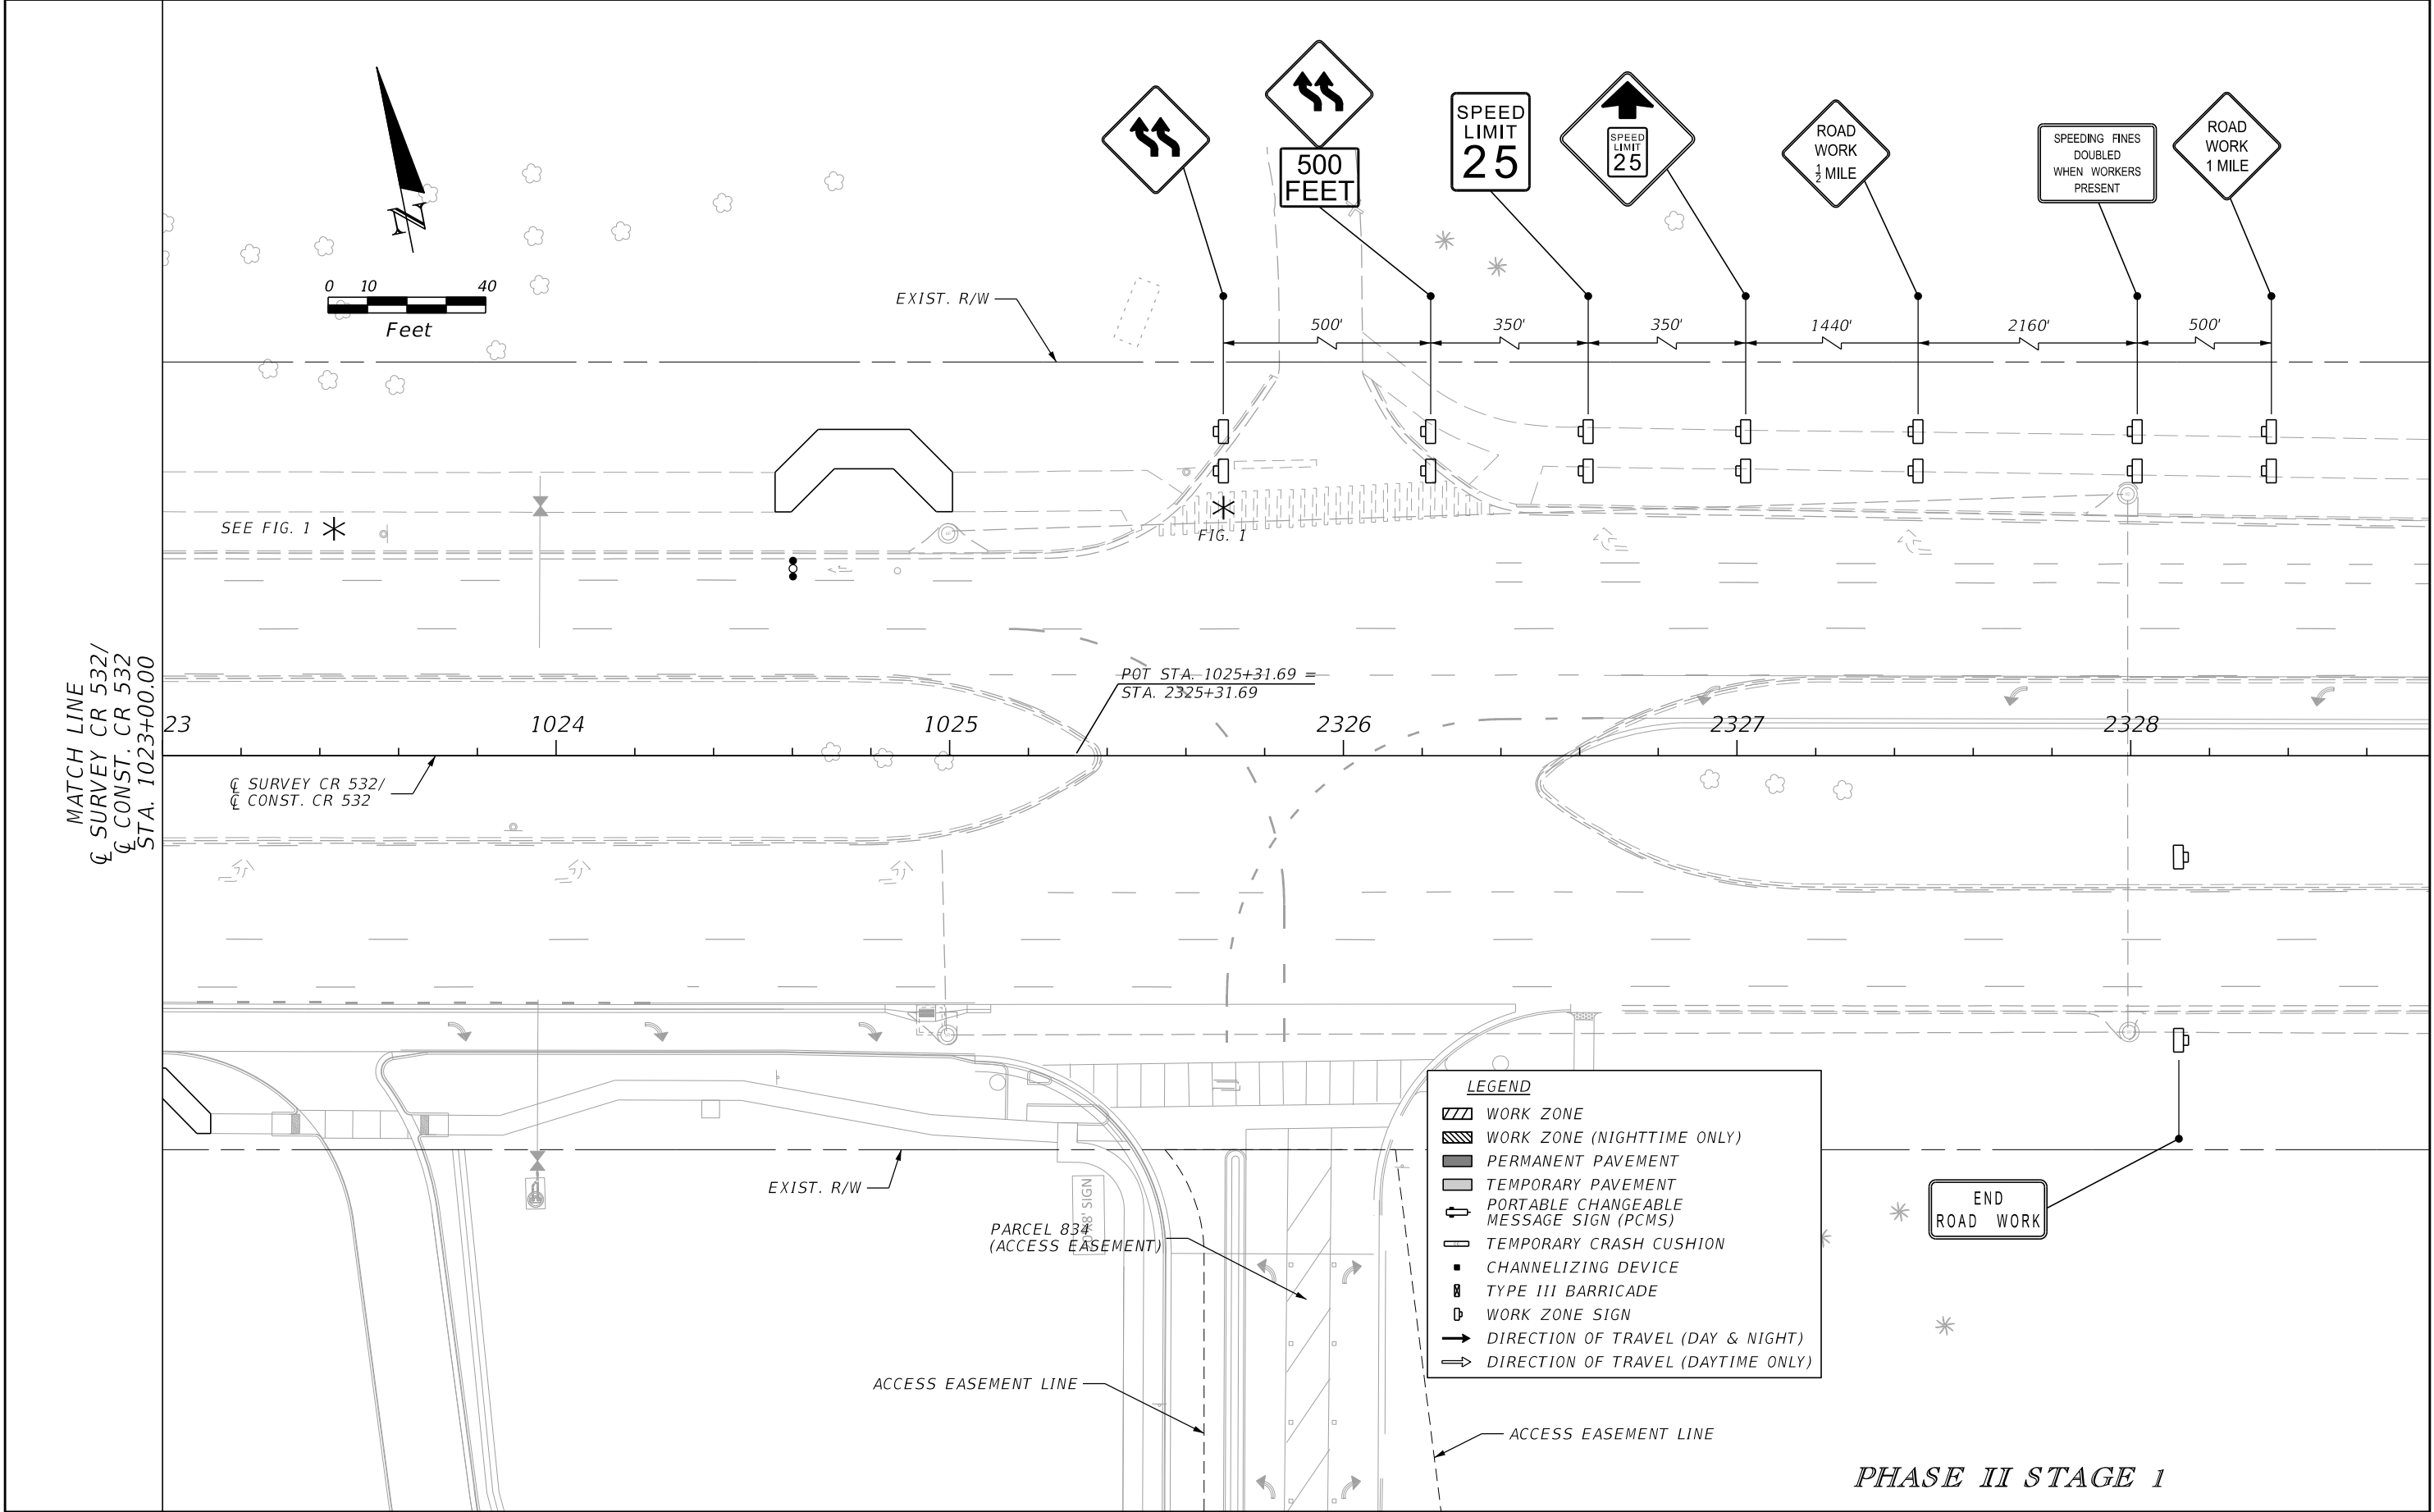 SPEED
LIMIT
25
500
FEET
SPEED
LIMIT
25
ROAD
WORK
½ MILE
SPEEDING FINES
DOUBLED
WHEN WORKERS
PRESENT
ROAD
WORK
1 MILE
N
0 10 40
Feet
EXIST. R/W
500' 350' 350' 1440' 2160' 500'
SEE FIG. 1
FIG. 1
MATCH LINE
℄ SURVEY CR 532/
℄ CONST. CR 532
STA. 1023+00.00
POT STA. 1025+31.69 =
STA. 2325+31.69
23 1024 1025 2326 2327 2328
℄ SURVEY CR 532/
℄ CONST. CR 532
EXIST. R/W
8' SIGN
PARCEL 834
(ACCESS EASEMENT)
ACCESS EASEMENT LINE
ACCESS EASEMENT LINE
LEGEND
WORK ZONE
WORK ZONE (NIGHTTIME ONLY)
PERMANENT PAVEMENT
TEMPORARY PAVEMENT
PORTABLE CHANGEABLE
MESSAGE SIGN (PCMS)
TEMPORARY CRASH CUSHION
CHANNELIZING DEVICE
TYPE III BARRICADE
WORK ZONE SIGN
DIRECTION OF TRAVEL (DAY & NIGHT)
DIRECTION OF TRAVEL (DAYTIME ONLY)
END
ROAD WORK
PHASE II STAGE 1